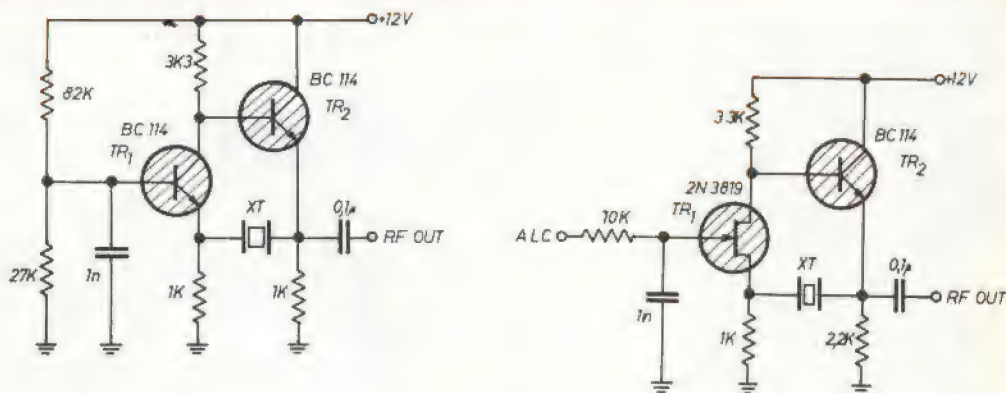 +12V
3K3
82K
BC 114
TR2
BC 114
TR1
XT
0,1µ
RF OUT
27K
1n
1K
1K
+12V
3.3K
BC 114
TR2
2N 3819
TR1
10K
ALC
XT
0,1µ
RF OUT
1n
1K
2,2K